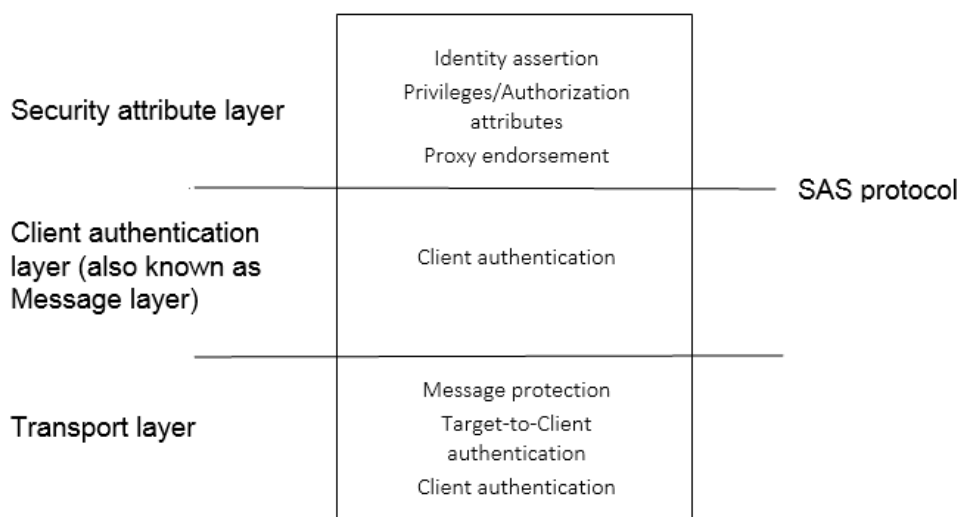 Security attribute layer
Identity assertion
Privileges/Authorization
attributes
Proxy endorsement
SAS protocol
Client authentication
layer (also known as
Message layer)
Client authentication
Transport layer
Message protection
Target-to-Client
authentication
Client authentication